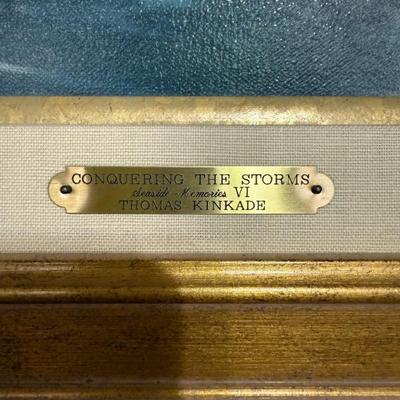 CONQUERING THE STORMS
Seaside Memories VI
THOMAS KINKADE